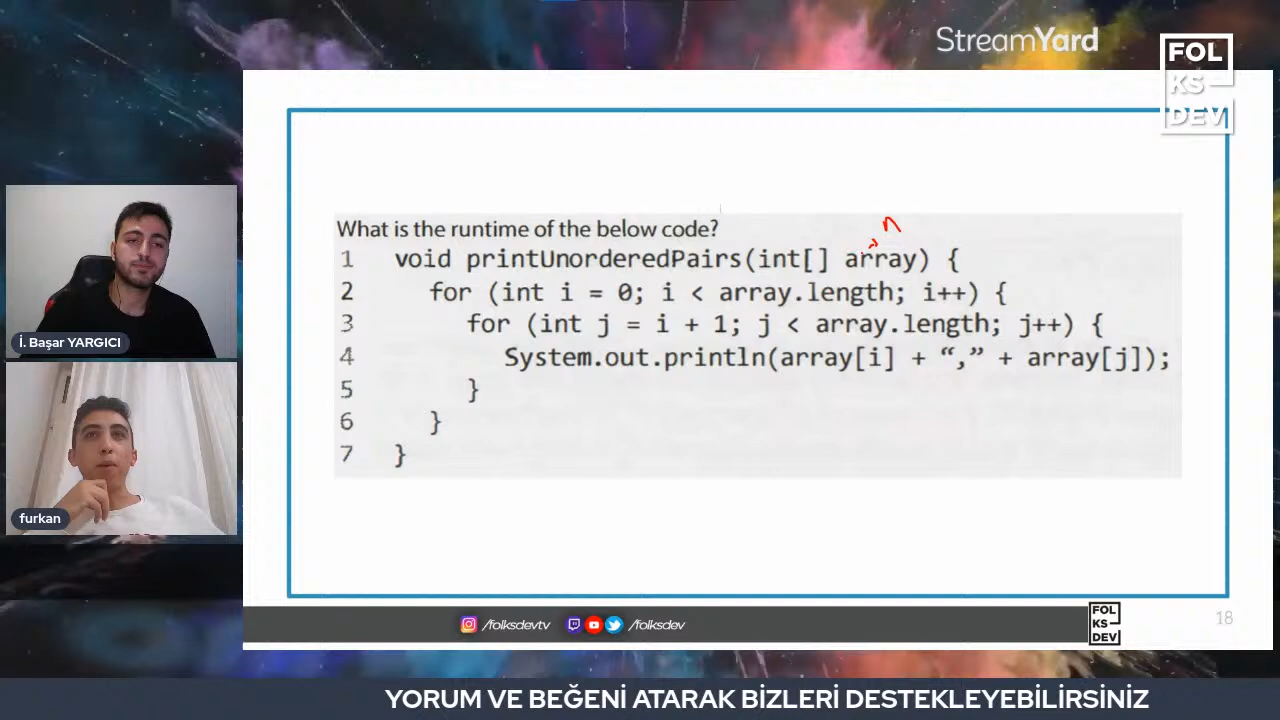 StreamYard
FOL
KS
DEV
n
What is the runtime of the below code?
1 void printUnorderedPairs(int[] array) {
2 for (int i = 0; i < array.length; i++) {
3 for (int j = i + 1; j < array.length; j++) {
4 System.out.println(array[i] + “,” + array[j]);
5 }
6 }
7 }
İ. Başar YARGICI
furkan
/folksdevtv
/folksdev
FOL
KS
DEV
18
YORUM VE BEĞENİ ATARAK BİZLERİ DESTEKLEYEBİLİRSİNİZ